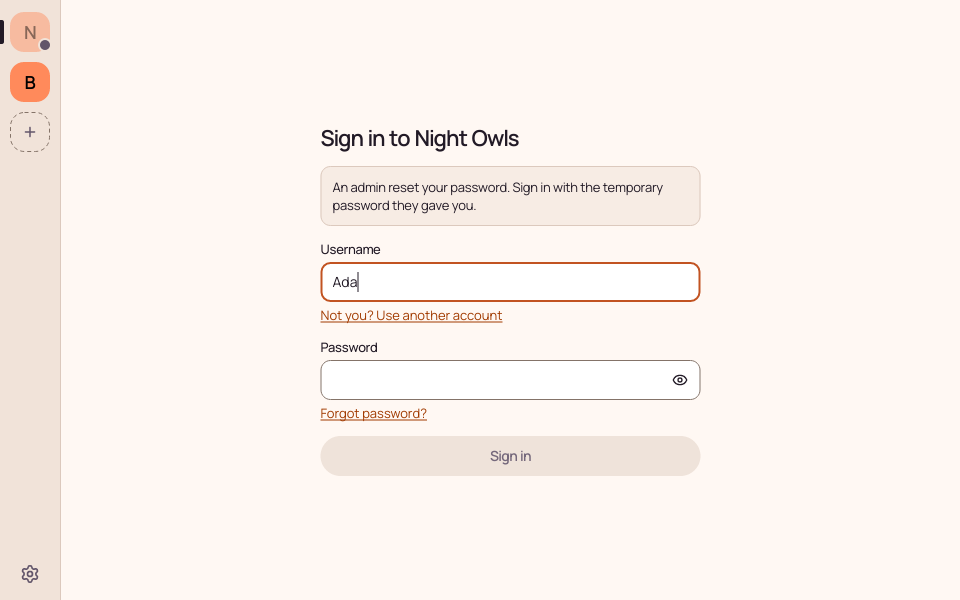 N
B
Sign in to Night Owls
An admin reset your password. Sign in with the temporary
password they gave you.
Username
Ada
Not you? Use another account
Password
Forgot password?
Sign in